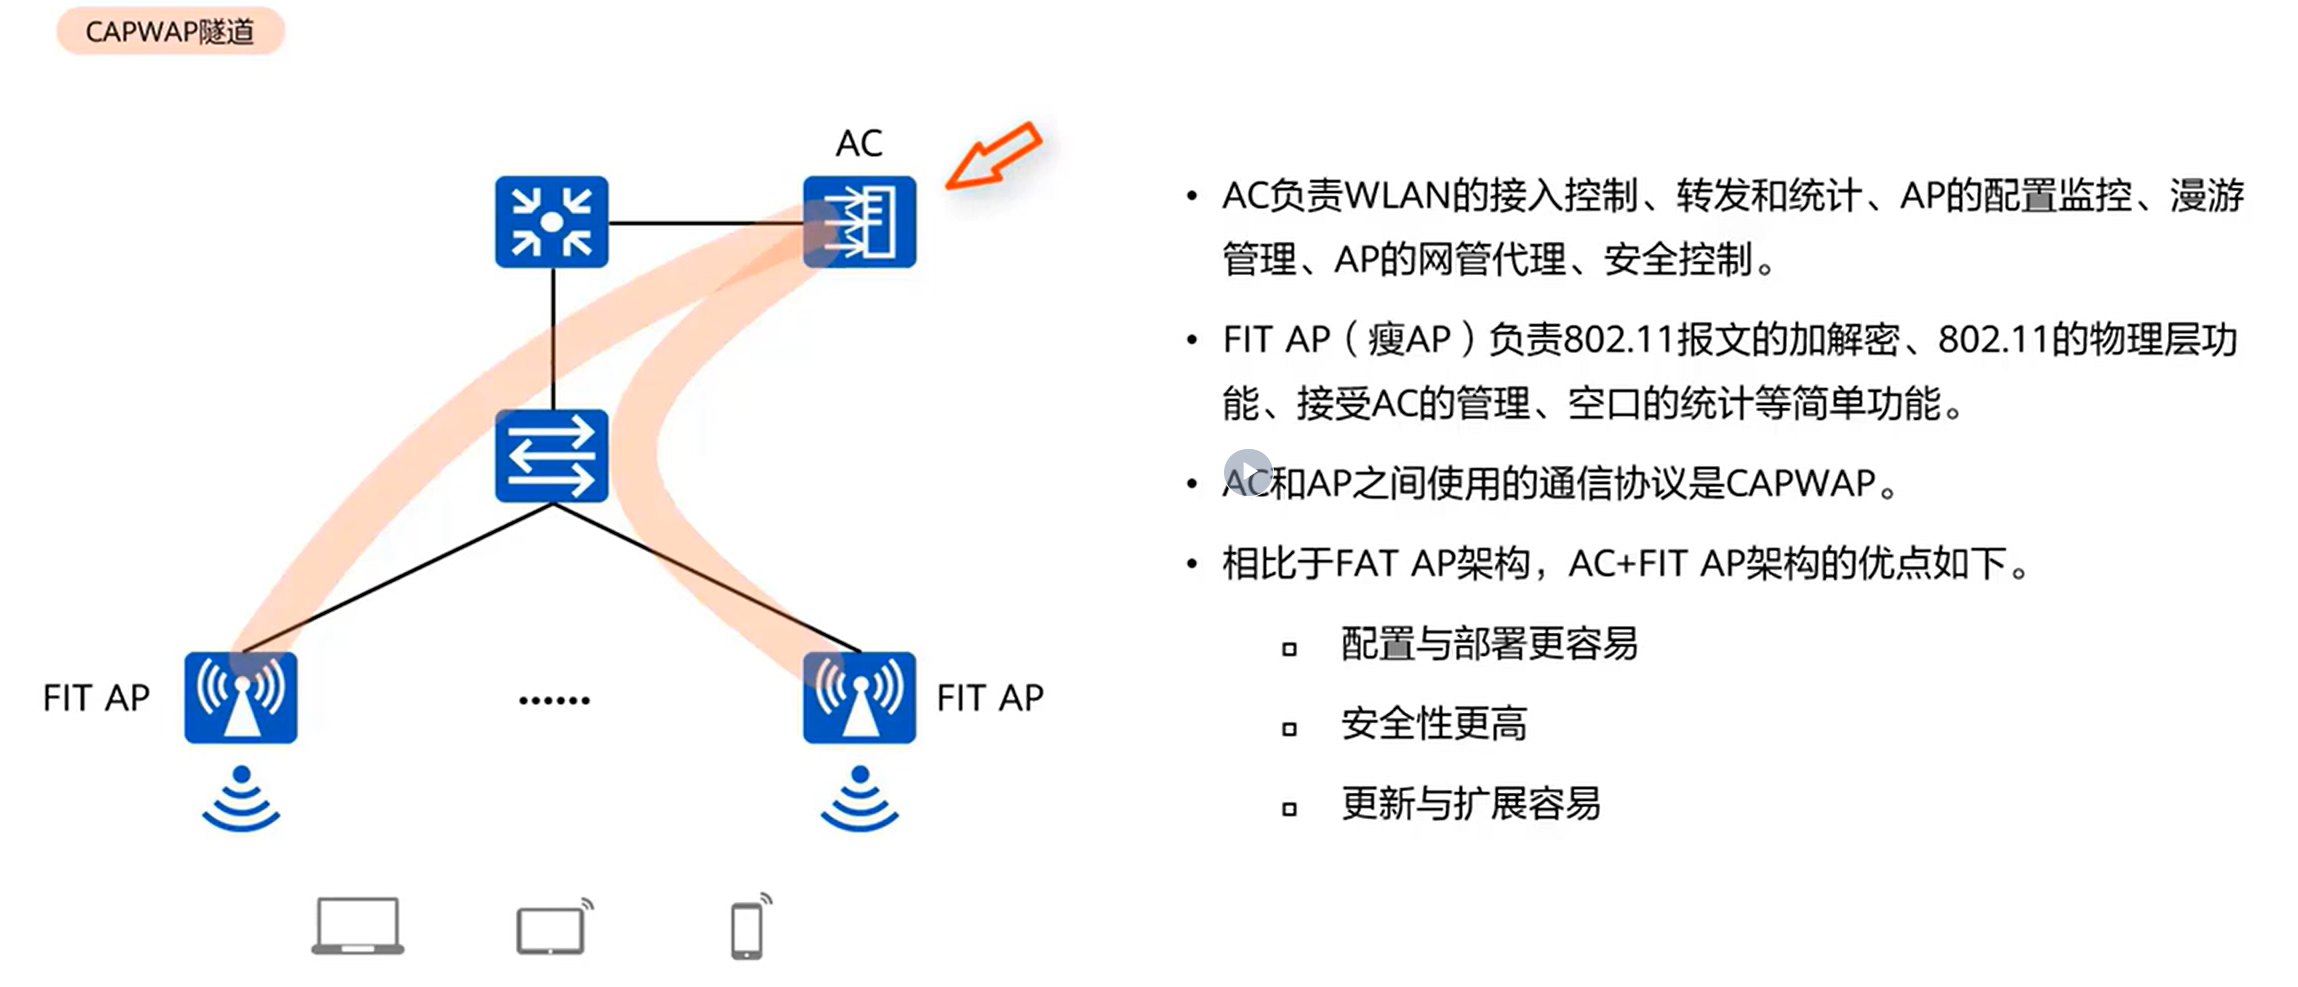 CAPWAP隧道
AC
FIT AP
......
FIT AP
• AC负责WLAN的接入控制、转发和统计、AP的配置监控、漫游
管理、AP的网管代理、安全控制。
• FIT AP（瘦AP）负责802.11报文的加解密、802.11的物理层功
能、接受AC的管理、空口的统计等简单功能。
• AC和AP之间使用的通信协议是CAPWAP。
• 相比于FAT AP架构，AC+FIT AP架构的优点如下。
▫ 配置与部署更容易
▫ 安全性更高
▫ 更新与扩展容易